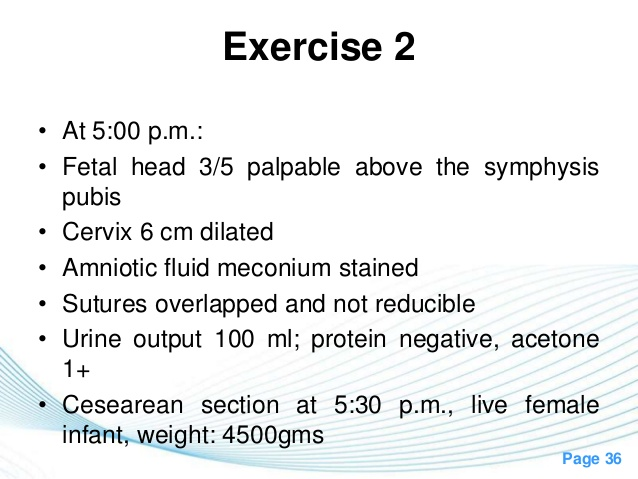 Exercise 2
• At 5:00 p.m.:
• Fetal head 3/5 palpable above the symphysis
pubis
• Cervix 6 cm dilated
• Amniotic fluid meconium stained
• Sutures overlapped and not reducible
• Urine output 100 ml; protein negative, acetone
1+
• Cesearean section at 5:30 p.m., live female
infant, weight: 4500gms
Page 36